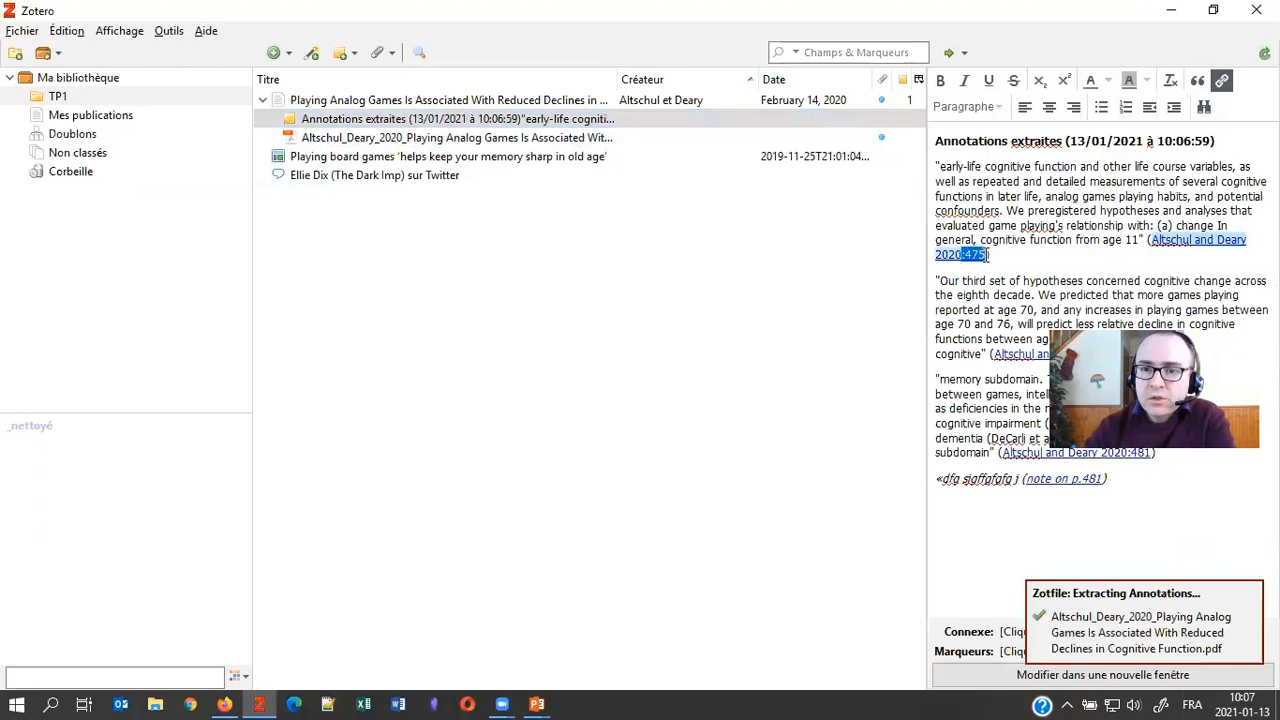 Zotero
Fichier Édition Affichage Outils Aide
Champs & Marqueurs
Ma bibliothèque
TP1
Mes publications
Doublons
Non classés
Corbeille
_nettoyé
Titre Créateur Date
Playing Analog Games Is Associated With Reduced Declines in ... Altschul et Deary February 14, 2020 1
Annotations extraites (13/01/2021 à 10:06:59)"early-life cogniti...
Altschul_Deary_2020_Playing Analog Games Is Associated Wit...
Playing board games 'helps keep your memory sharp in old age' 2019-11-25T21:01:04...
Ellie Dix (The Dark Imp) sur Twitter
Paragraphe
Annotations extraites (13/01/2021 à 10:06:59)
"early-life cognitive function and other life course variables, as
well as repeated and detailed measurements of several cognitive
functions in later life, analog games playing habits, and potential
confounders. We preregistered hypotheses and analyses that
evaluated game playing's relationship with: (a) change In
general, cognitive function from age 11" (Altschul and Deary
2020:475)
"Our third set of hypotheses concerned cognitive change across
the eighth decade. We predicted that more games playing
reported at age 70, and any increases in playing games between
age 70 and 76, will predict less relative decline in cognitive
functions between ag
cognitive" (Altschul an
"memory subdomain. T
between games, intell
as deficiencies in the
cognitive impairment (
dementia (DeCarli et a
subdomain" (Altschul and Deary 2020:481)
«dfg sjgffgfgfg j (note on p.481)
Zotfile: Extracting Annotations...
Altschul_Deary_2020_Playing Analog
Games Is Associated With Reduced
Declines in Cognitive Function.pdf
Connexe: [Cliq
Marqueurs: [Cliq
Modifier dans une nouvelle fenêtre
FRA
10:07
2021-01-13